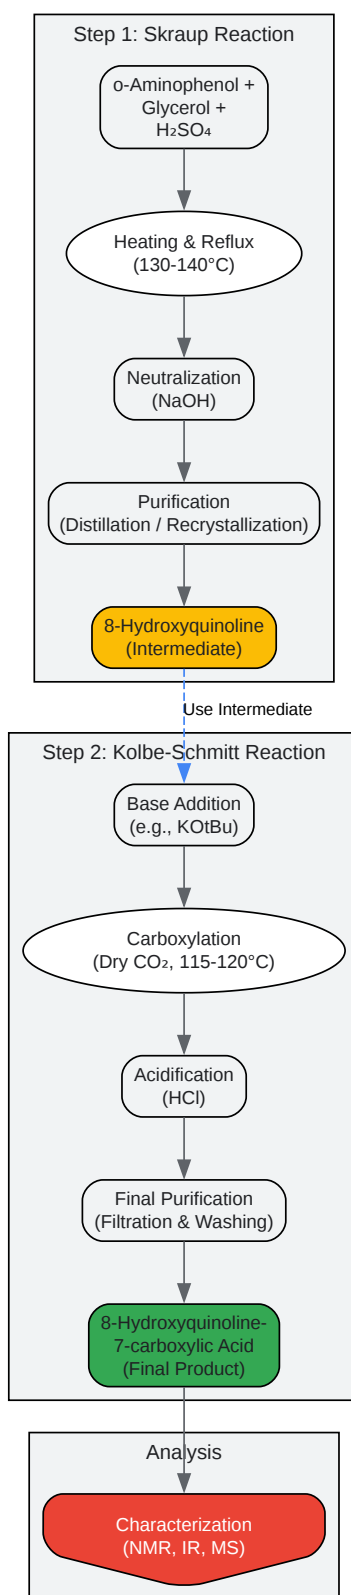 Step 1: Skraup Reaction
o-Aminophenol +
Glycerol +
H₂SO₄
Heating & Reflux
(130-140°C)
Neutralization
(NaOH)
Purification
(Distillation / Recrystallization)
8-Hydroxyquinoline
(Intermediate)
Use Intermediate
Step 2: Kolbe-Schmitt Reaction
Base Addition
(e.g., KOtBu)
Carboxylation
(Dry CO₂, 115-120°C)
Acidification
(HCl)
Final Purification
(Filtration & Washing)
8-Hydroxyquinoline-
7-carboxylic Acid
(Final Product)
Analysis
Characterization
(NMR, IR, MS)